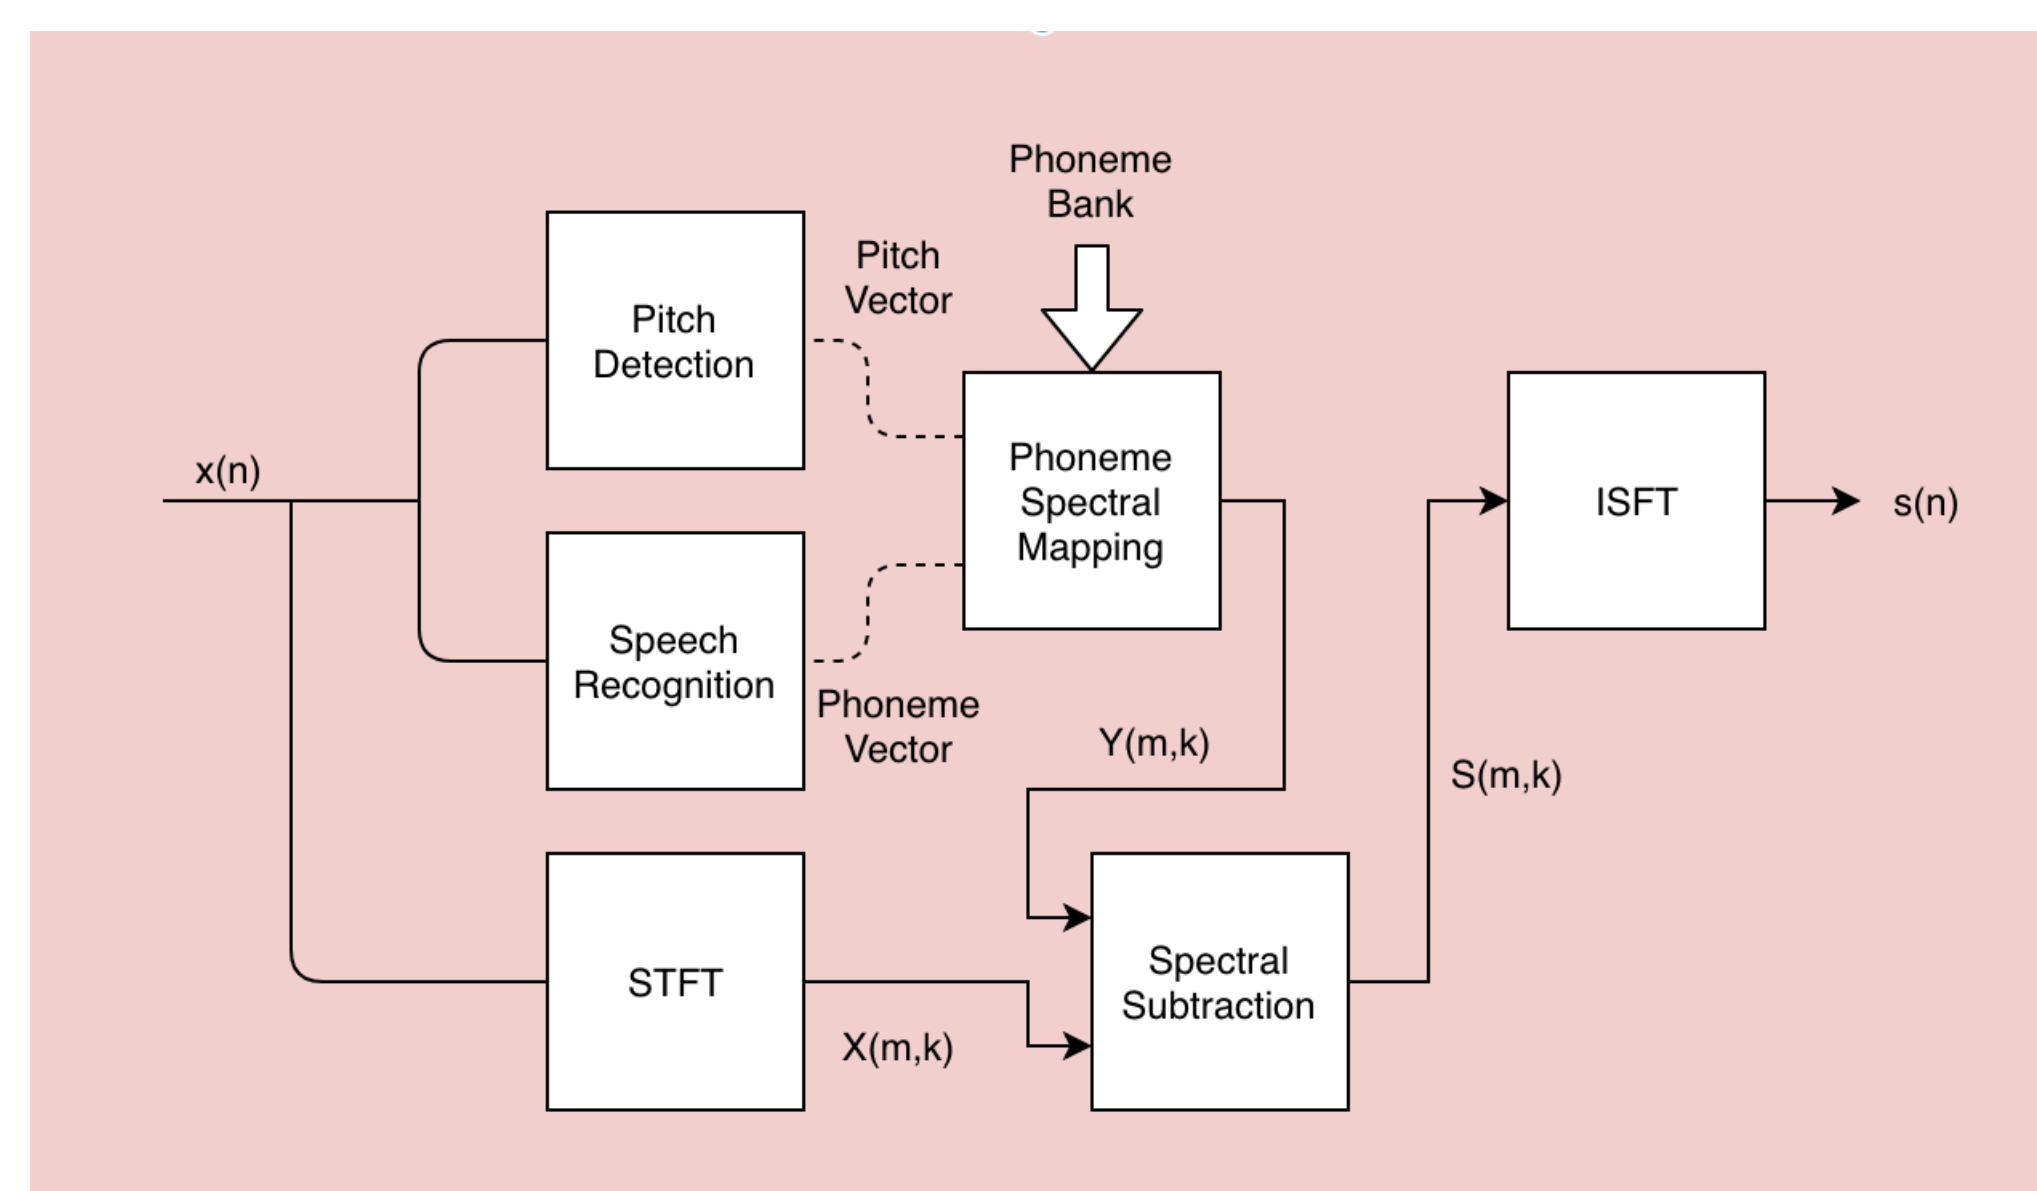 Phoneme
Bank
Pitch
Vector
Pitch
Detection
x(n)
Phoneme
Spectral
Mapping
ISFT
s(n)
Speech
Recognition
Phoneme
Vector
Y(m,k)
S(m,k)
STFT
X(m,k)
Spectral
Subtraction